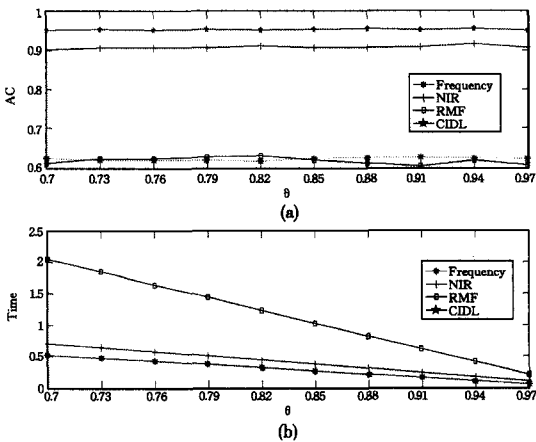 1
0.9
0.8
0.7
0.6
AC
Frequency
NIR
RMF
CIDL
0.7 0.73 0.76 0.79 0.82 0.85 0.88 0.91 0.94 0.97
θ
(a)
2.5
2
1.5
1
0.5
0
Time
Frequency
NIR
RMF
CIDL
0.7 0.73 0.76 0.79 0.82 0.85 0.88 0.91 0.94 0.97
θ
(b)